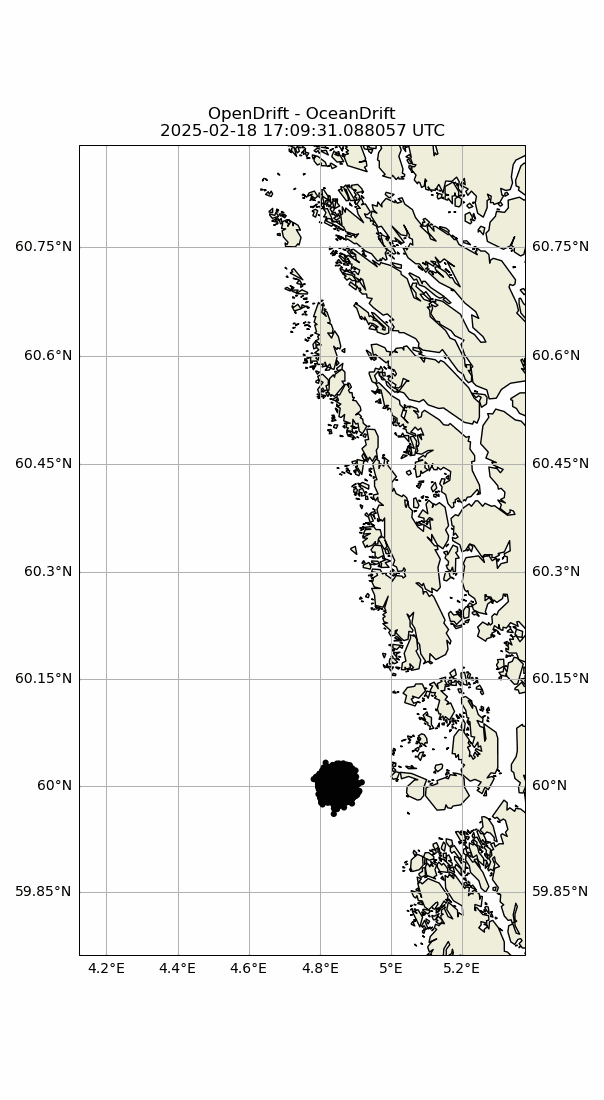 OpenDrift - OceanDrift
2025-02-18 17:09:31.088057 UTC
60.75°N 60.75°N
60.6°N 60.6°N
60.45°N 60.45°N
60.3°N 60.3°N
60.15°N 60.15°N
60°N 60°N
59.85°N 59.85°N
4.2°E 4.4°E 4.6°E 4.8°E 5°E 5.2°E